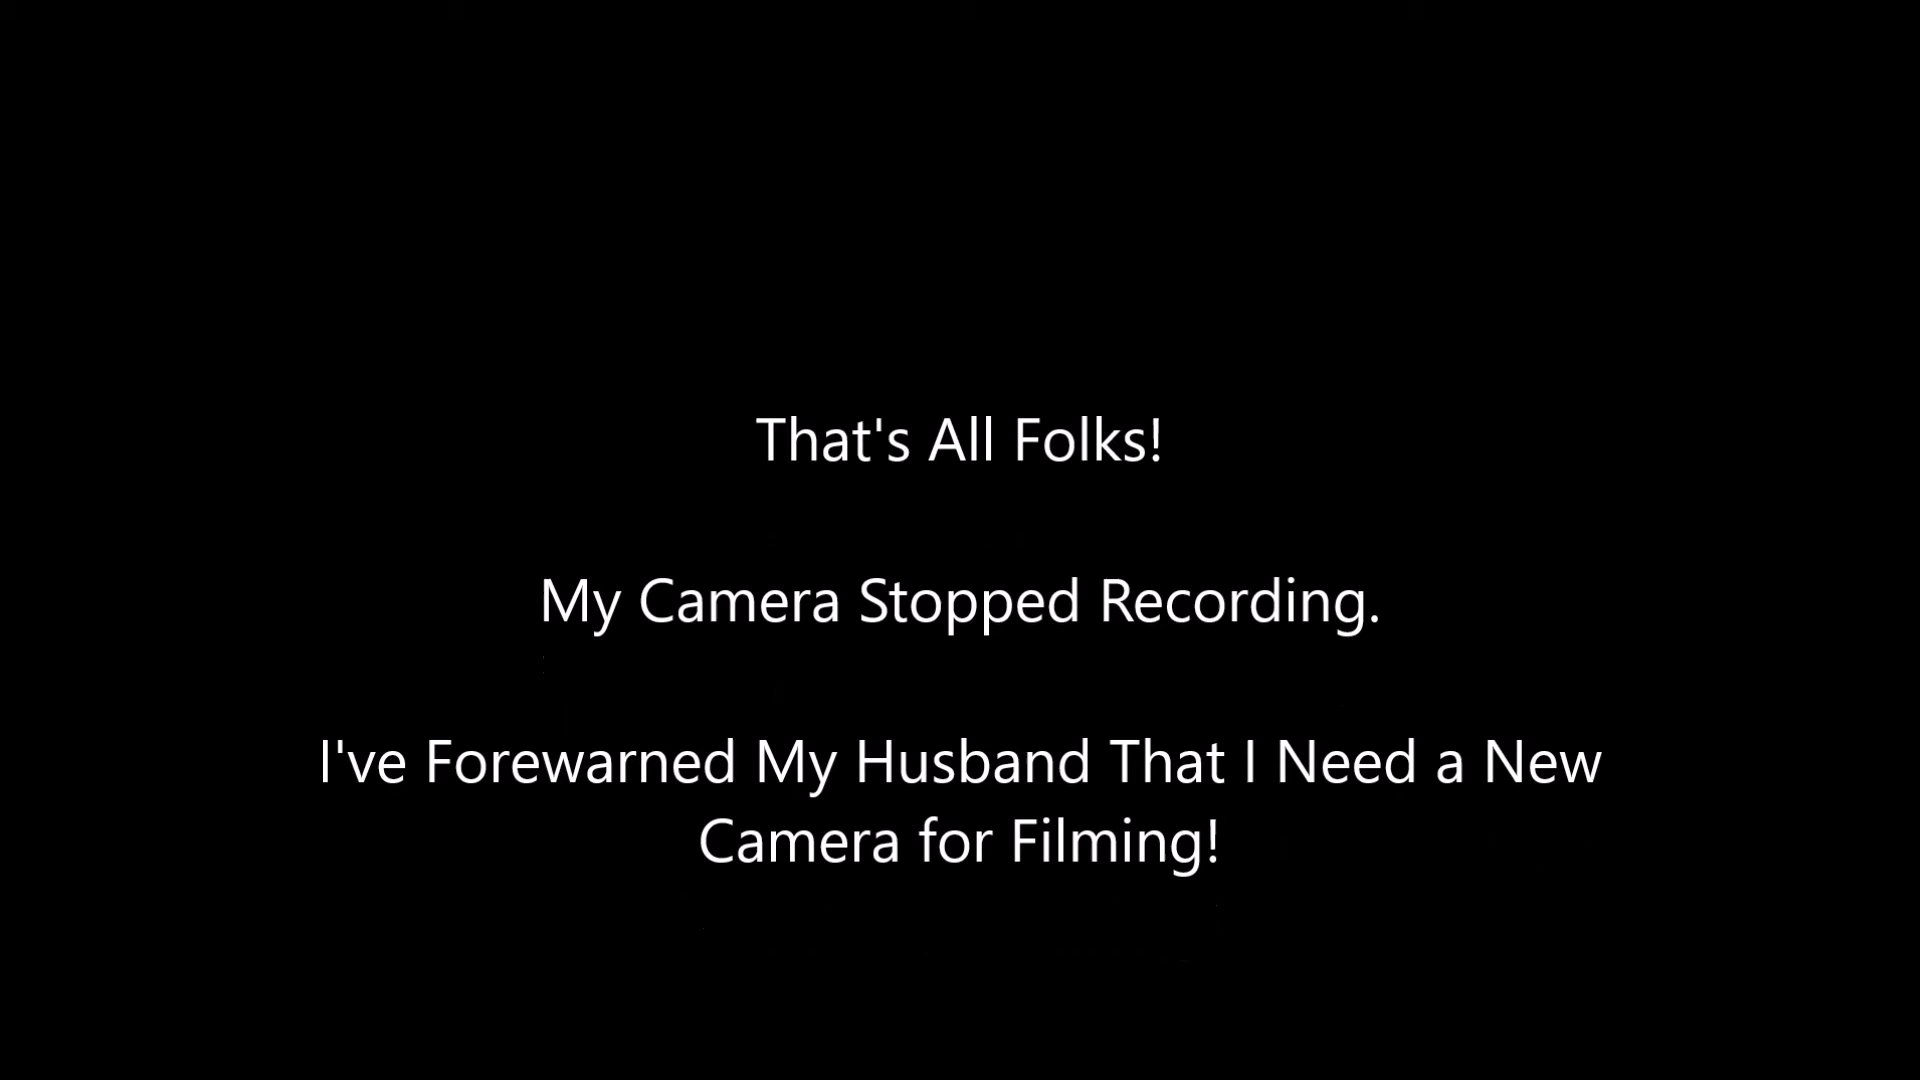 That's All Folks!
My Camera Stopped Recording.
I've Forewarned My Husband That I Need a New
Camera for Filming!